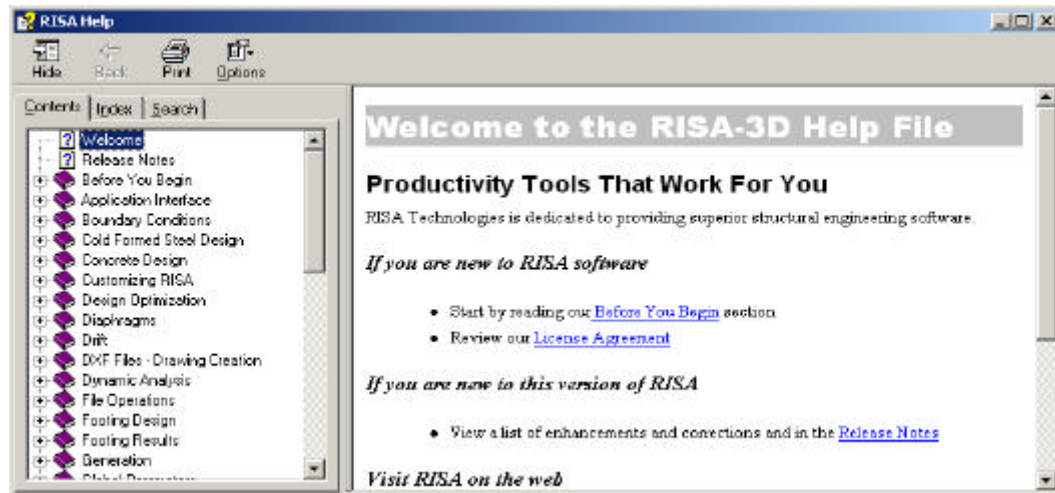 RISA Help
Hide Back Print Options
Contents Index Search
Welcome
Release Notes
Before You Begin
Application Interface
Boundary Conditions
Cold Formed Steel Design
Concrete Design
Customizing RISA
Design Optimization
Diaphragms
Drift
DXF Files - Drawing Creation
Dynamic Analysis
File Operations
Footing Design
Footing Results
Generation
Global Parameters
Welcome to the RISA-3D Help File
Productivity Tools That Work For You
RISA Technologies is dedicated to providing superior structural engineering software.
If you are new to RISA software
• Start by reading our Before You Begin section
• Review our License Agreement
If you are new to this version of RISA
• View a list of enhancements and corrections and in the Release Notes
Visit RISA on the web